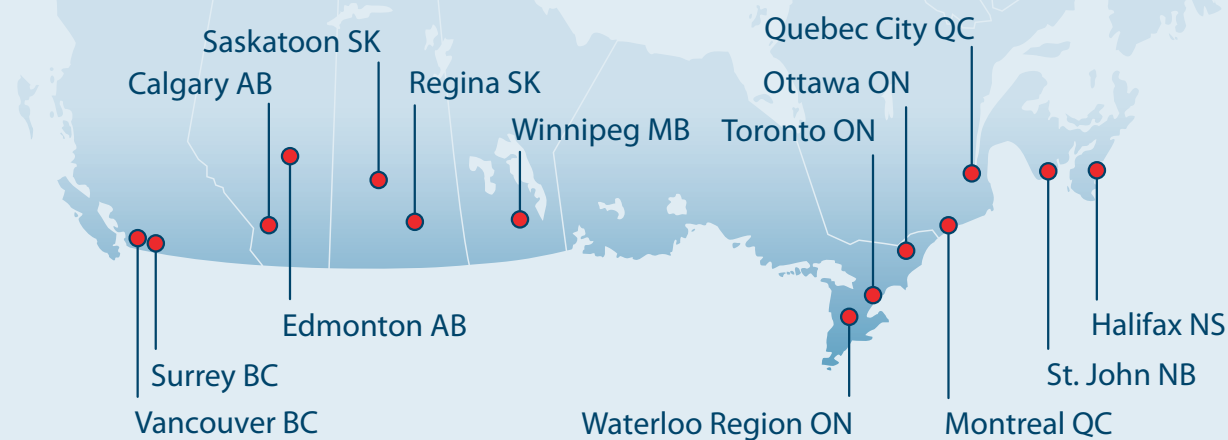 Saskatoon SK
Quebec City QC
Calgary AB
Regina SK
Ottawa ON
Winnipeg MB
Toronto ON
Edmonton AB
Halifax NS
Surrey BC
St. John NB
Vancouver BC
Waterloo Region ON
Montreal QC